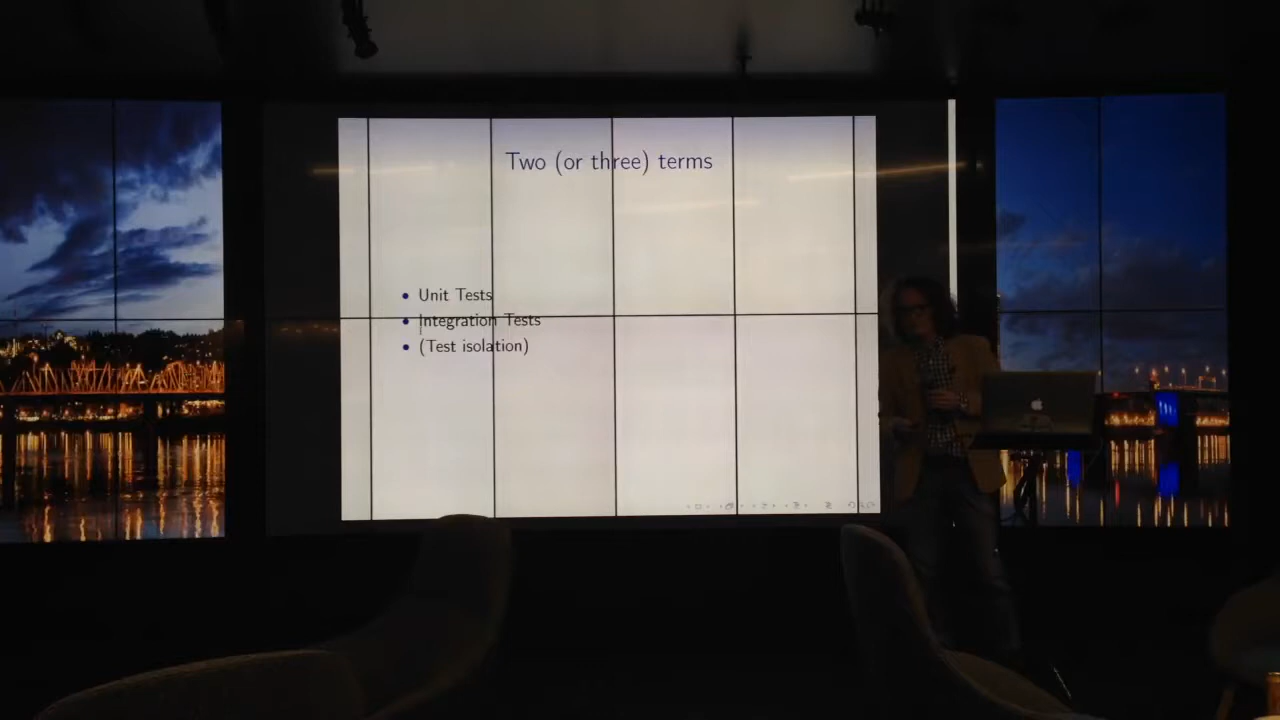 Two (or three) terms
• Unit Tests
• Integration Tests
• (Test isolation)